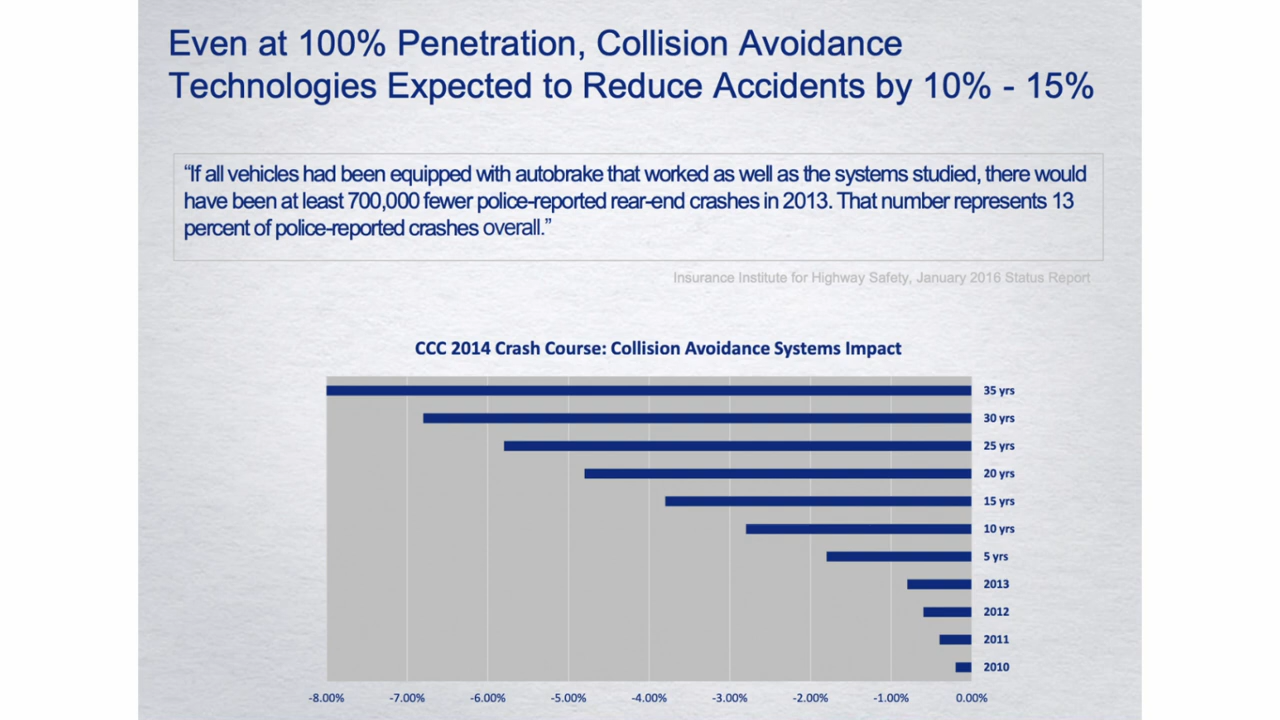 Even at 100% Penetration, Collision Avoidance
Technologies Expected to Reduce Accidents by 10% - 15%
“If all vehicles had been equipped with autobrake that worked as well as the systems studied, there would
have been at least 700,000 fewer police-reported rear-end crashes in 2013. That number represents 13
percent of police-reported crashes overall.”
Insurance Institute for Highway Safety, January 2016 Status Report
CCC 2014 Crash Course: Collision Avoidance Systems Impact
35 yrs
30 yrs
25 yrs
20 yrs
15 yrs
10 yrs
5 yrs
2013
2012
2011
2010
-8.00% -7.00% -6.00% -5.00% -4.00% -3.00% -2.00% -1.00% 0.00%